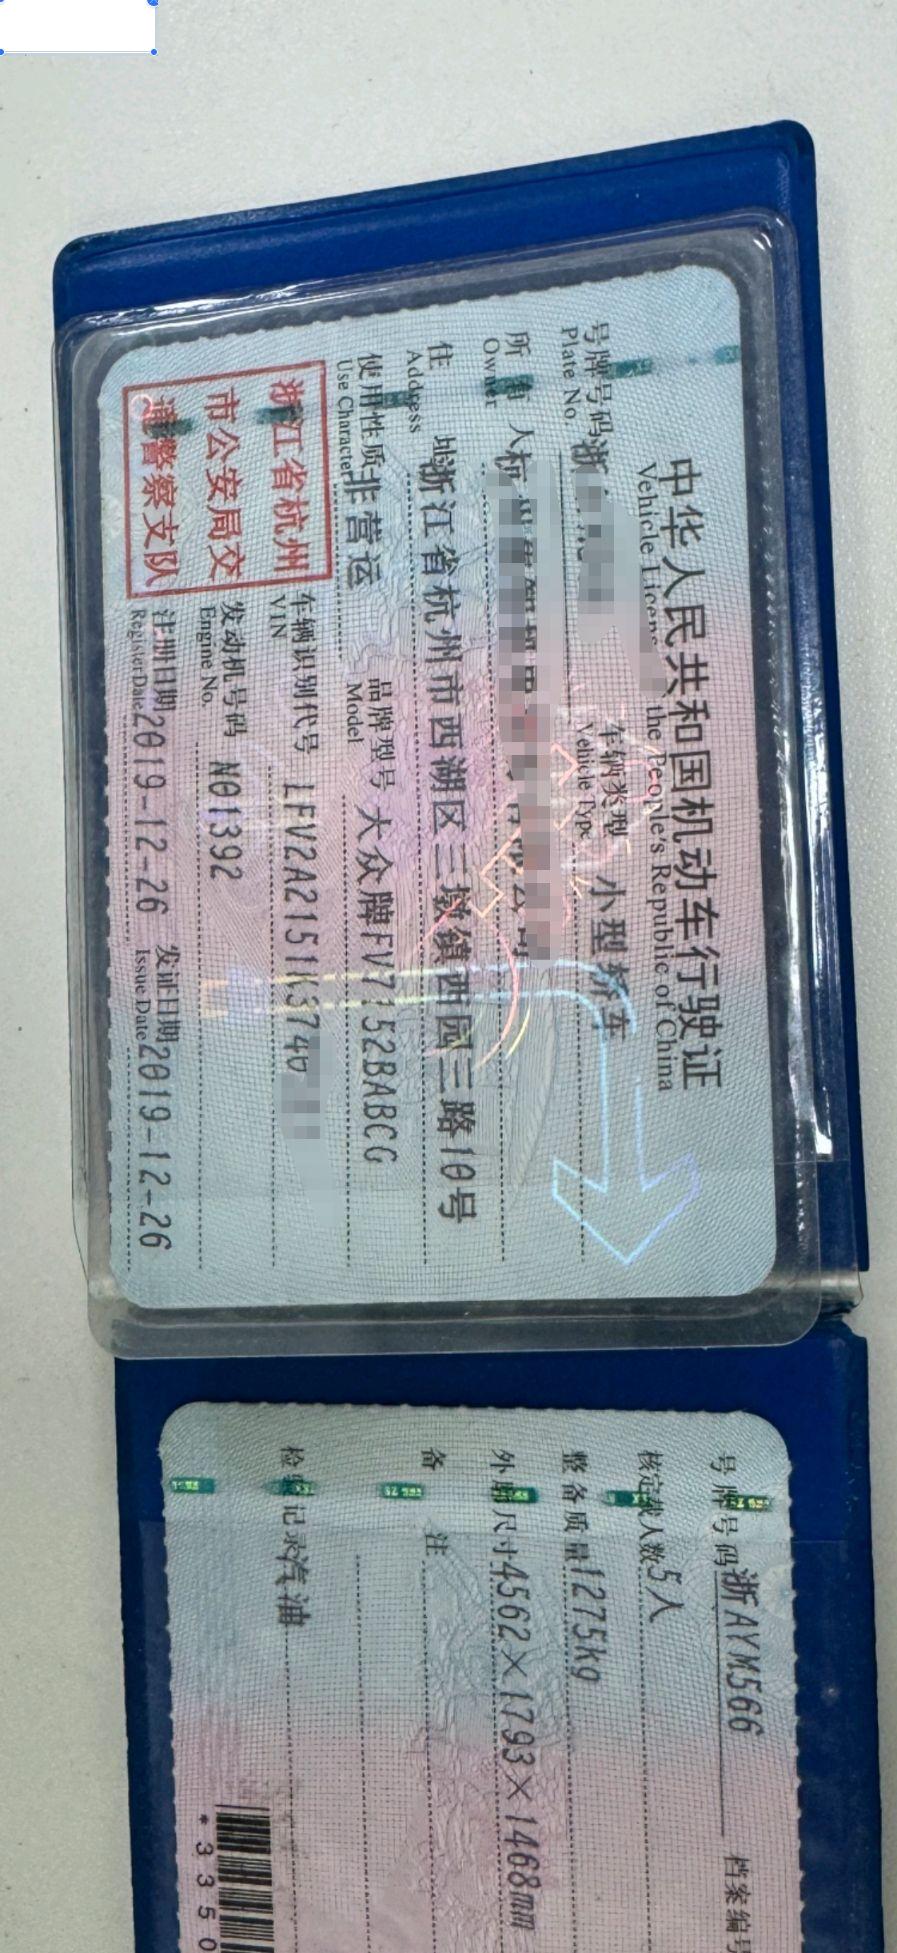 中华人民共和国机动车行驶证
Vehicle License the People's Republic of China
号牌号码 浙
Plate No.
车辆类型 小型轿车
Vehicle Type
所有人 杭州
Owner
住址 浙江省杭州市西湖区三墩镇西园三路10号
Address
使用性质 非营运
Use Character
品牌型号 大众牌FV7152BABCG
Model
浙江省杭州
市公安局交
通警察支队
车辆识别代号 LFV2A2151K3740
VIN
发动机号码 N01392
Engine No.
注册日期 2019-12-26
Register Date
发证日期 2019-12-26
Issue Date
号牌号码 浙AYM566
档案编号
核定载人数 5人
整备质量 1275kg
外廓尺寸 4562×1793×1468mm
备注
检验记录 汽油
*3350